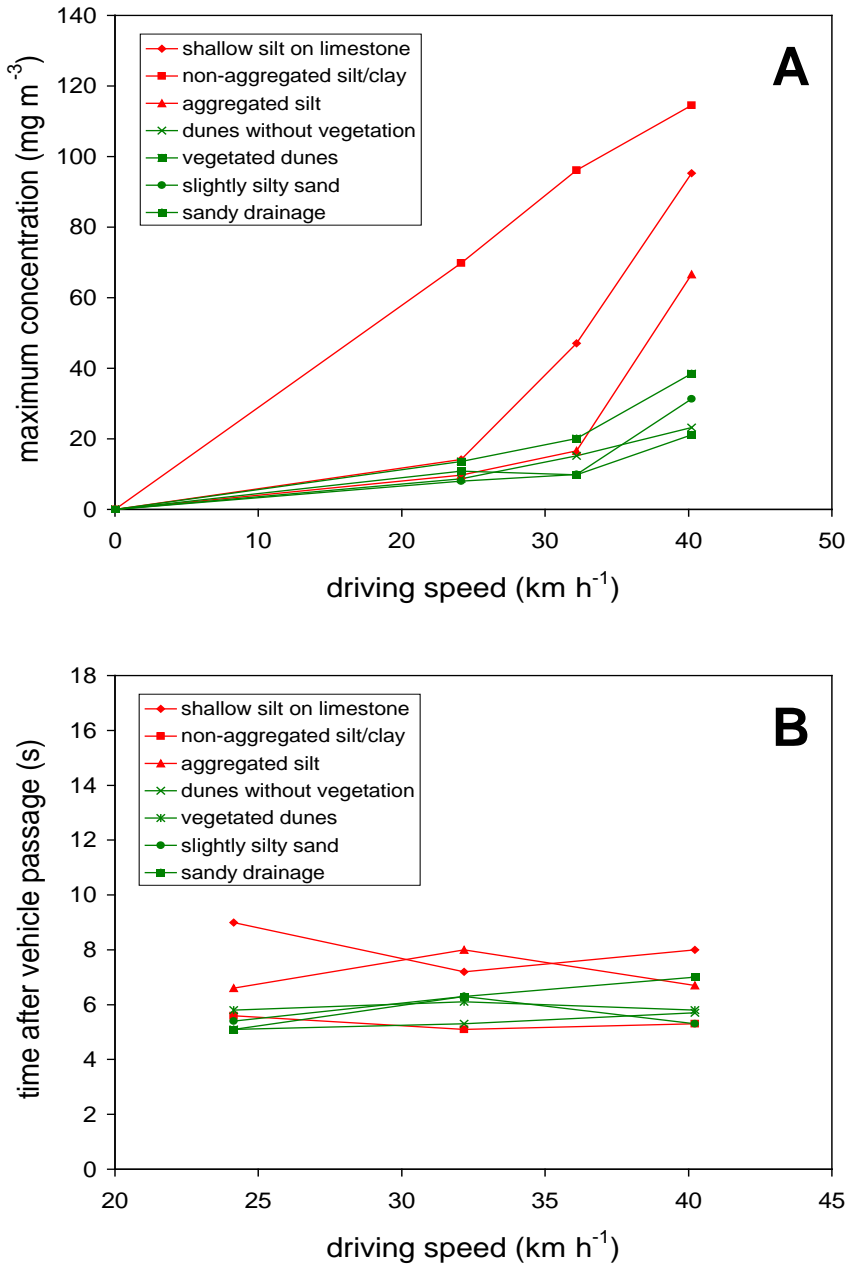 A
shallow silt on limestone
non-aggregated silt/clay
aggregated silt
dunes without vegetation
vegetated dunes
slightly silty sand
sandy drainage
maximum concentration (mg m⁻³)
140
120
100
80
60
40
20
0
0 10 20 30 40 50
driving speed (km h⁻¹)
B
shallow silt on limestone
non-aggregated silt/clay
aggregated silt
dunes without vegetation
vegetated dunes
slightly silty sand
sandy drainage
time after vehicle passage (s)
18
16
14
12
10
8
6
4
2
0
20 25 30 35 40 45
driving speed (km h⁻¹)